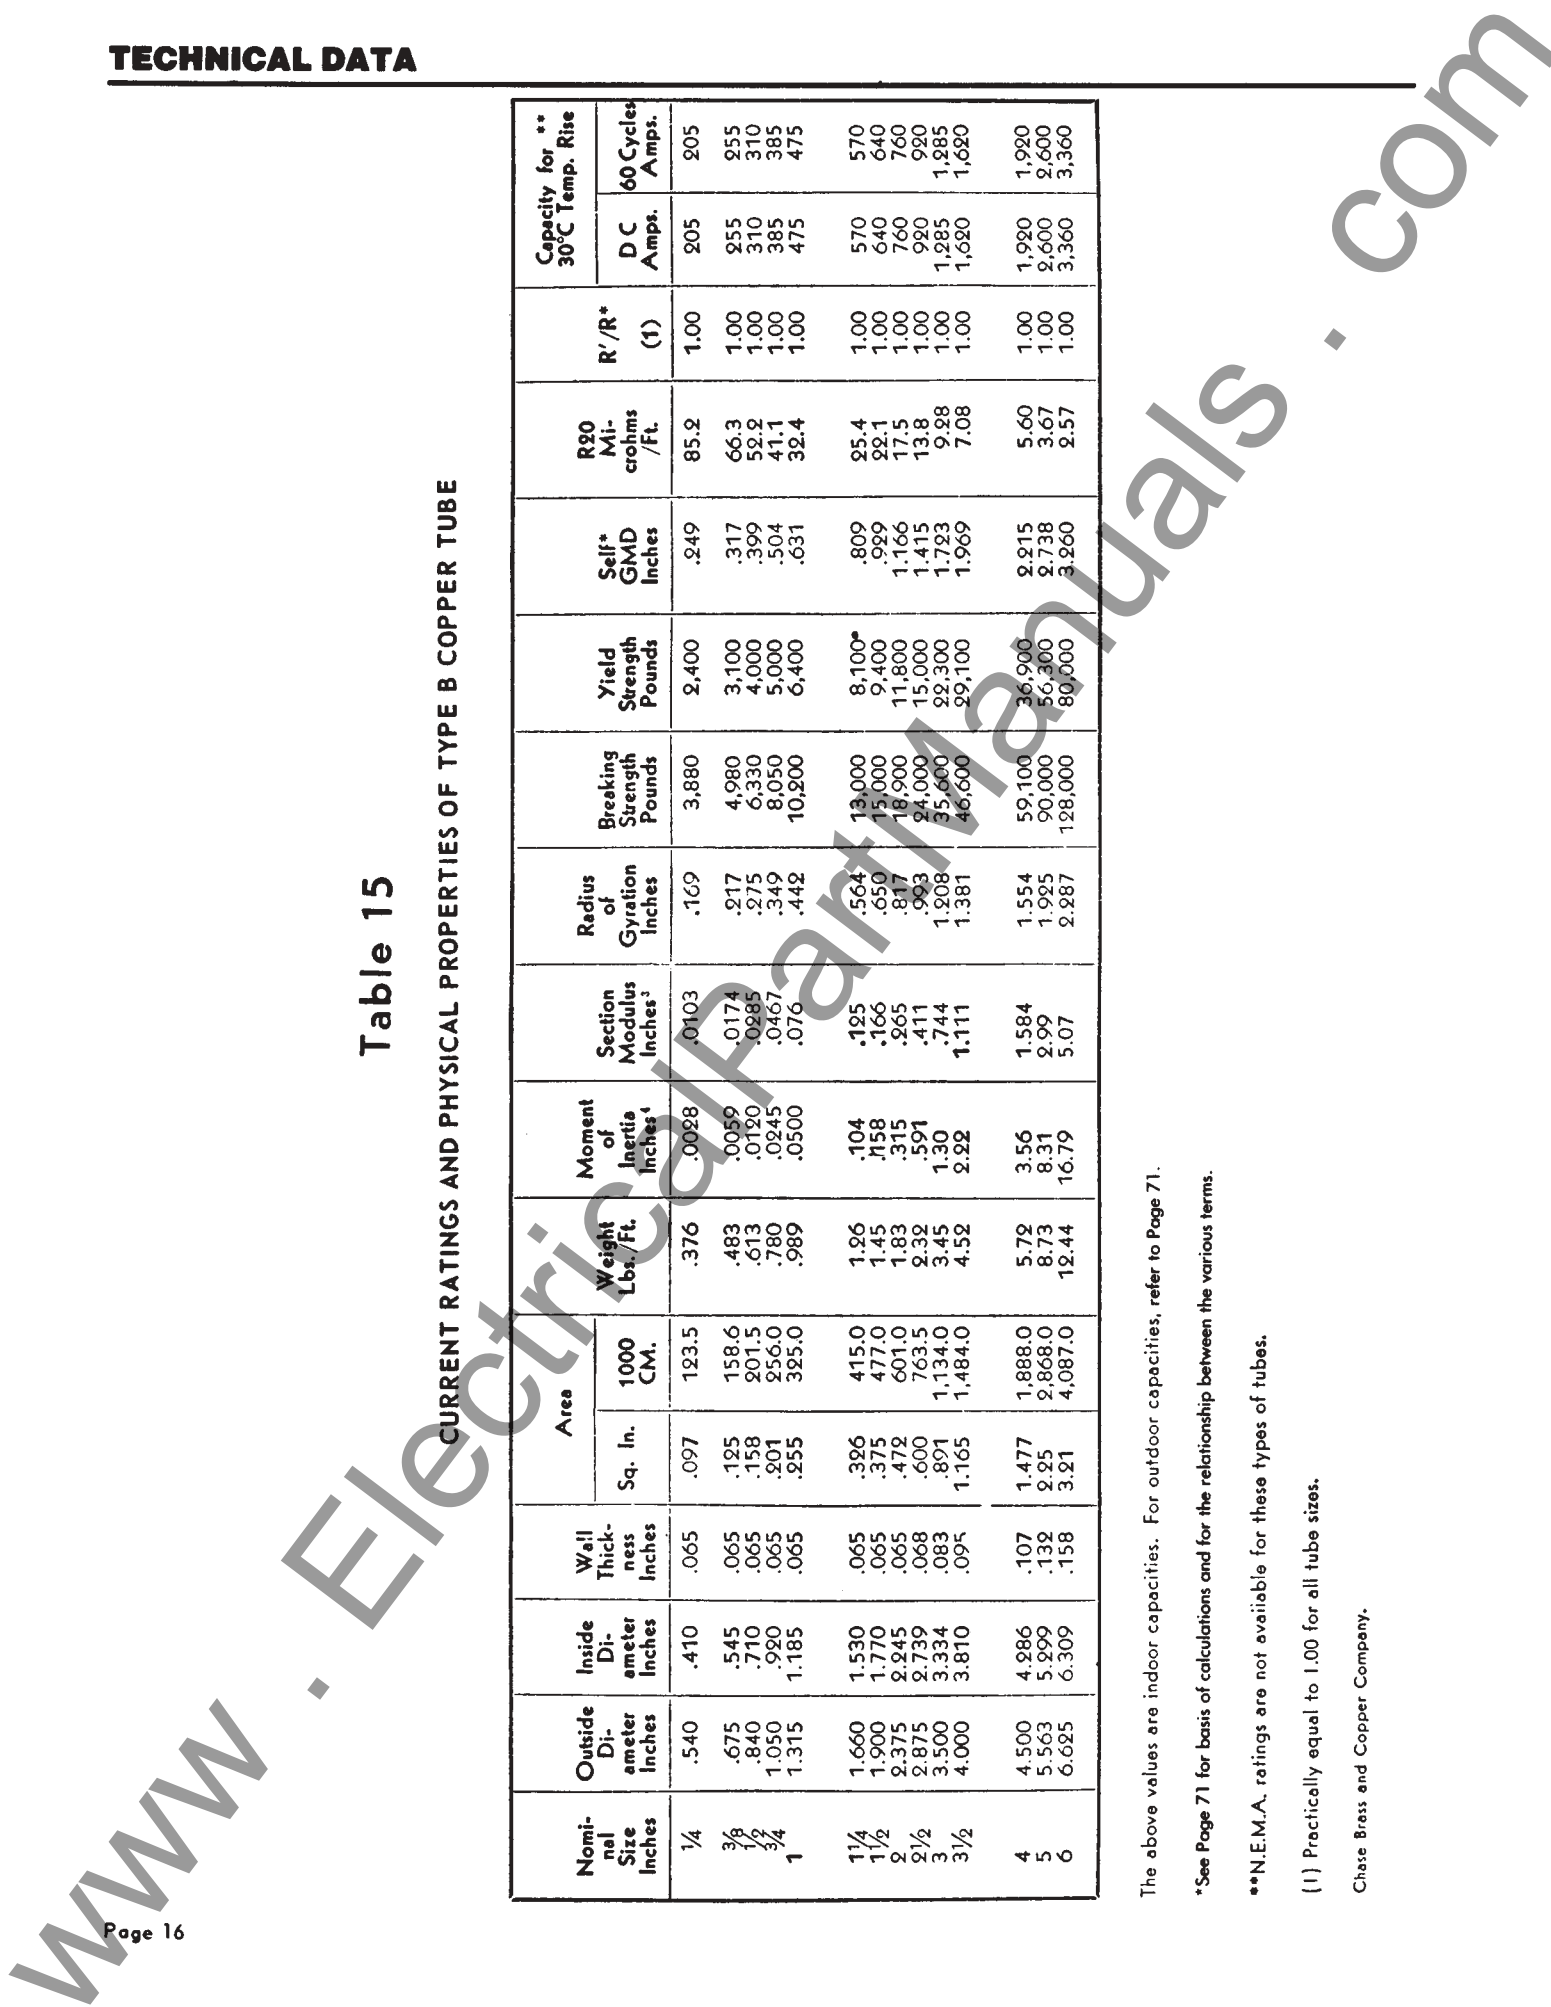 TECHNICAL DATA
Table 15
CURRENT RATINGS AND PHYSICAL PROPERTIES OF TYPE B COPPER TUBE
Nomi-nal Size Inches | Outside Di-ameter Inches | Inside Di-ameter Inches | Wall Thick-ness Inches | Area Sq. In. | Area 1000 CM. | Weight Lbs./Ft. | Moment of Inertia Inches⁴ | Section Modulus Inches³ | Radius of Gyration Inches | Breaking Strength Pounds | Yield Strength Pounds | Self* GMD Inches | R20 Mi-crohms /Ft. | R′/R* (1) | Capacity for ** 30°C Temp. Rise D C Amps. | 60 Cycles Amps.
1/4 .540 .410 .065 .097 123.5 .376 .0028 .0103 .169 3,880 2,400 .249 85.2 1.00 205 205
3/8 .675 .545 .065 .125 158.6 .483 .0059 .0174 .217 4,980 3,100 .317 66.3 1.00 255 255
1/2 .840 .710 .065 .158 201.5 .613 .0120 .0285 .275 6,330 4,000 .399 52.2 1.00 310 310
3/4 1.050 .920 .065 .201 256.0 .780 .0245 .0467 .349 8,050 5,000 .504 41.1 1.00 385 385
1 1.315 1.185 .065 .255 325.0 .989 .0500 .076 .442 10,200 6,400 .631 32.4 1.00 475 475
1 1/4 1.660 1.530 .065 .326 415.0 1.26 .104 .125 .564 13,000 8,100 .809 25.4 1.00 570 570
1 1/2 1.900 1.770 .065 .375 477.0 1.45 .158 .166 .650 15,000 9,400 .929 22.1 1.00 640 640
2 2.375 2.245 .065 .472 601.0 1.83 .315 .265 .817 18,900 11,800 1.166 17.5 1.00 760 760
2 1/2 2.875 2.739 .068 .600 763.5 2.32 .591 .411 .993 24,000 15,000 1.415 13.8 1.00 920 920
3 3.500 3.334 .083 .891 1,134.0 3.45 1.30 .744 1.208 35,600 22,300 1.723 9.28 1.00 1,285 1,285
3 1/2 4.000 3.810 .095 1.165 1,484.0 4.52 2.22 1.111 1.381 46,600 29,100 1.969 7.08 1.00 1,620 1,620
4 4.500 4.286 .107 1.477 1,888.0 5.72 3.56 1.584 1.554 59,100 36,900 2.215 5.60 1.00 1,920 1,920
5 5.563 5.299 .132 2.25 2,868.0 8.73 8.31 2.99 1.925 90,000 56,300 2.738 3.67 1.00 2,600 2,600
6 6.625 6.309 .158 3.21 4,087.0 12.44 16.79 5.07 2.287 128,000 80,000 3.260 2.57 1.00 3,360 3,360
The above values are indoor capacities. For outdoor capacities, refer to Page 71.
*See Page 71 for basis of calculations and for the relationship between the various terms.
**N.E.M.A. ratings are not available for these types of tubes.
(1) Practically equal to 1.00 for all tube sizes.
Chase Brass and Copper Company.
Page 16
www . ElectricalPartManuals . com